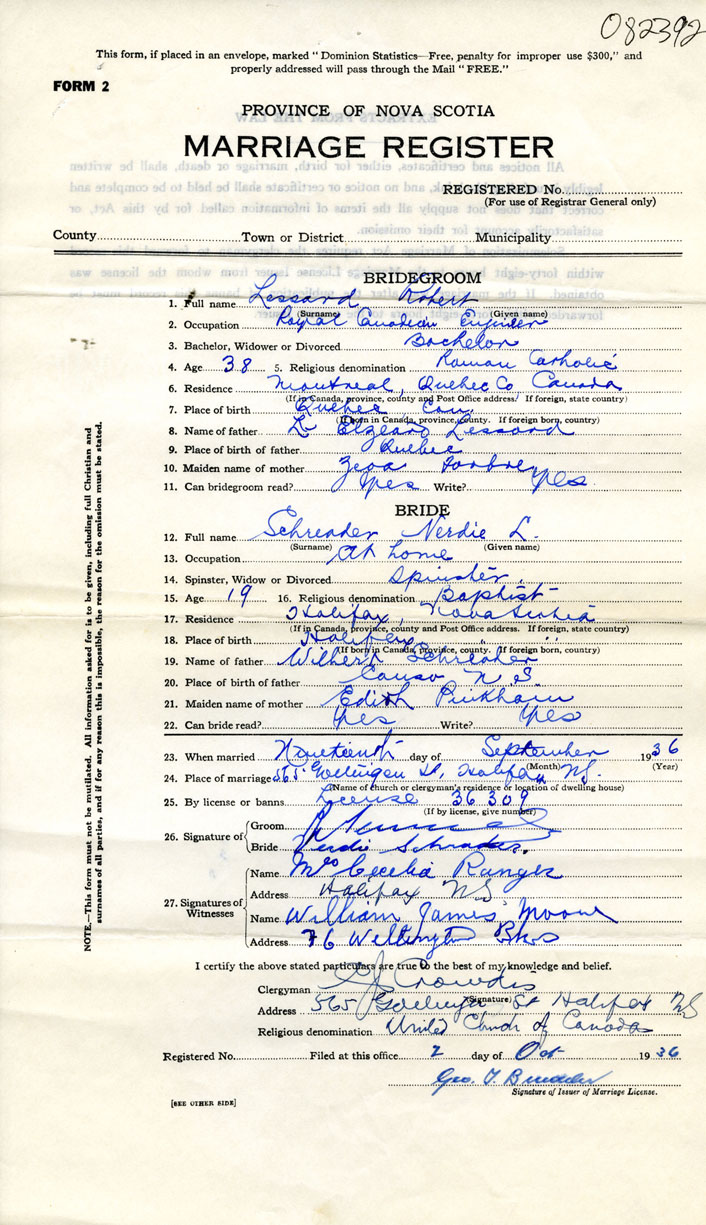 082392
This form, if placed in an envelope, marked "Dominion Statistics—Free, penalty for improper use $300," and
properly addressed will pass through the Mail "FREE."
FORM 2
PROVINCE OF NOVA SCOTIA
MARRIAGE REGISTER
REGISTERED No.
(For use of Registrar General only)
County Town or District Municipality
BRIDEGROOM
1. Full name Lessard Robert
(Surname) (Given name)
2. Occupation Royal Canadian Engineer
3. Bachelor, Widower or Divorced Bachelor
4. Age 38 5. Religious denomination Roman Catholic
6. Residence Montreal, Quebec Co Canada
(If in Canada, province, county and Post Office address. If foreign, state country)
7. Place of birth Quebec Can
(If born in Canada, province, county. If foreign born, country)
8. Name of father Elzeard Lessard
9. Place of birth of father Quebec
10. Maiden name of mother
11. Can bridegroom read? Yes Write? Yes
BRIDE
12. Full name Schreader Nerdie L.
(Surname) (Given name)
13. Occupation At home
14. Spinster, Widow or Divorced Spinster
15. Age 19 16. Religious denomination Baptist
17. Residence Halifax, Nova Scotia
(If in Canada, province, county and Post Office address. If foreign, state country)
18. Place of birth Halifax " "
(If born in Canada, province, county. If foreign born, country)
19. Name of father Wilbert Schreader
20. Place of birth of father Canso N S.
21. Maiden name of mother Edith Pinkham
22. Can bride read? Yes Write? Yes
23. When married Nineteenth day of September 1936
(Month) (Year)
24. Place of marriage 565 Gottingen St, Halifax NS.
(Name of church or clergyman's residence or location of dwelling house)
25. By license or banns License 36309
(If by license, give number)
26. Signature of Groom
Bride Verdie Schrader.
27. Signatures of Witnesses Name Mrs Cecelia Ranger
Address Halifax NS
Name William James Moore
Address 76 Wellington Bks
I certify the above stated particulars are true to the best of my knowledge and belief.
Clergyman Crowdis
(Signature)
Address 565 Gottingen St Halifax NS
Religious denomination United Church of Canada
Registered No. Filed at this office 2 day of Oct 1936
Geo. T.
Signature of Issuer of Marriage License.
[SEE OTHER SIDE]
NOTE.—This form must not be mutilated. All information asked for is to be given, including full Christian and
surnames of all parties, and if for any reason this is impossible, the reason for the omission must be stated.